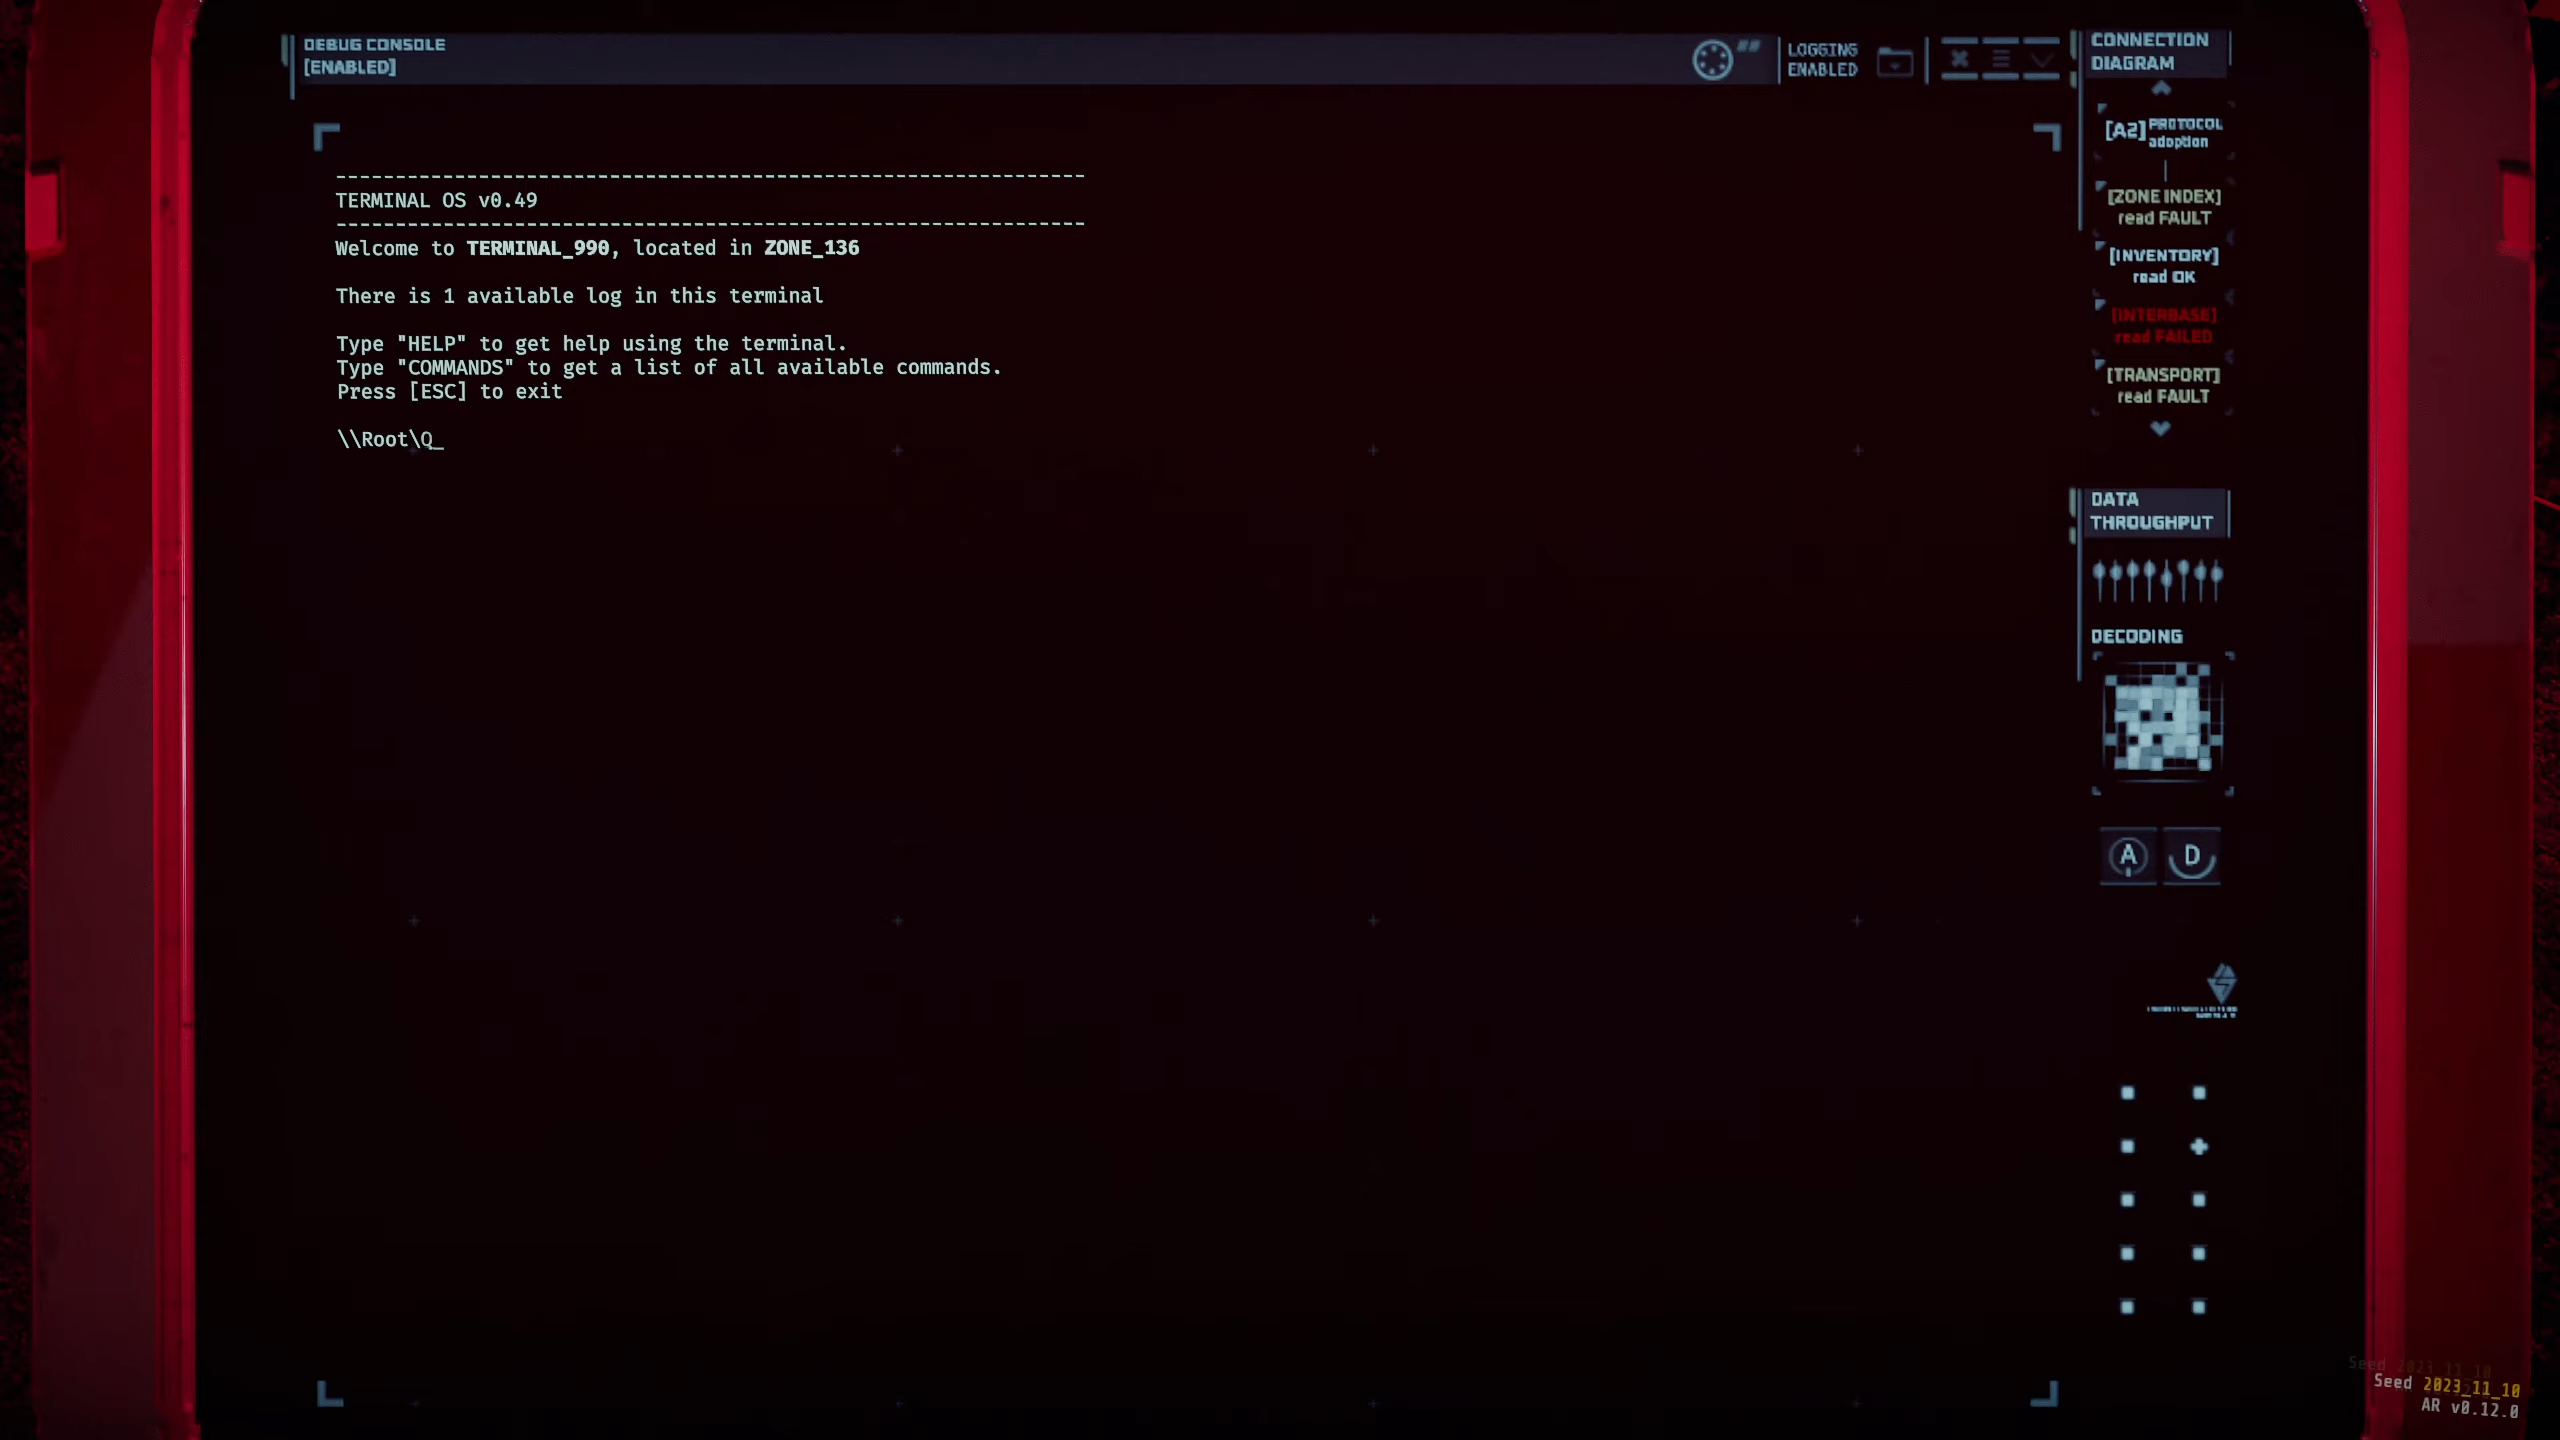 DEBUG CONSOLE
[ENABLED]
LOGGING
ENABLED
------------------------------------------------------------------
TERMINAL OS v0.49
------------------------------------------------------------------
Welcome to TERMINAL_990, located in ZONE_136
There is 1 available log in this terminal
Type "HELP" to get help using the terminal.
Type "COMMANDS" to get a list of all available commands.
Press [ESC] to exit
\\Root\Q_
CONNECTION
DIAGRAM
[A2] PROTOCOL
adoption
[ZONE INDEX]
read FAULT
[INVENTORY]
read OK
[INTERBASE]
read FAILED
[TRANSPORT]
read FAULT
DATA
THROUGHPUT
DECODING
A D
Seed 2023_11_10
Seed 2023_11_10
AR v0.12.0